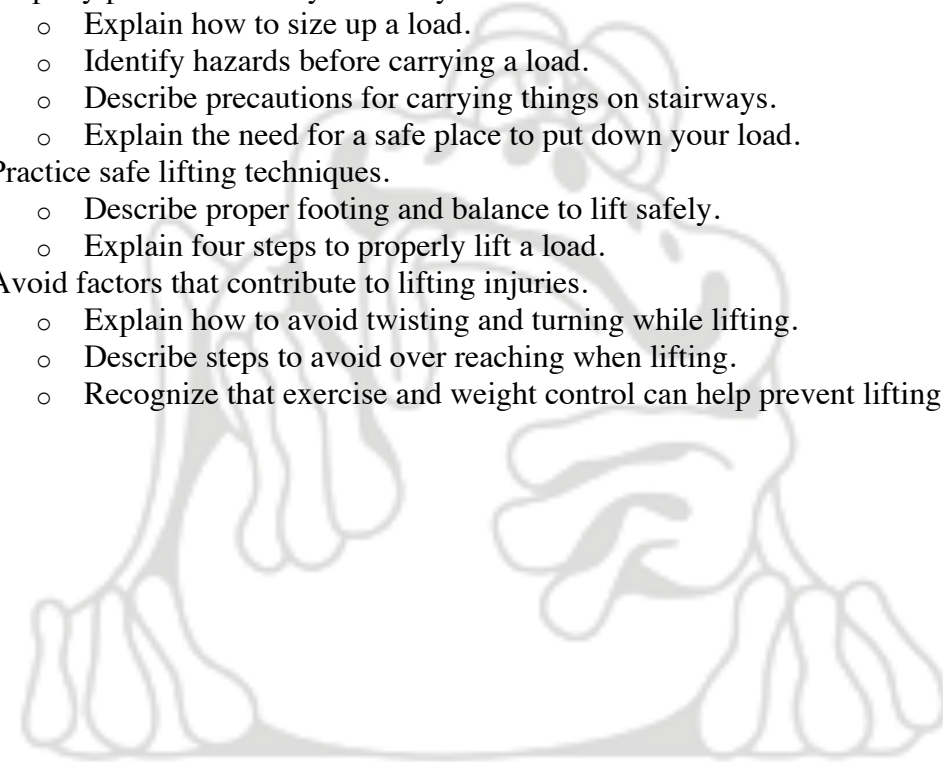 o Explain how to size up a load.
o Identify hazards before carrying a load.
o Describe precautions for carrying things on stairways.
o Explain the need for a safe place to put down your load.
Practice safe lifting techniques.
o Describe proper footing and balance to lift safely.
o Explain four steps to properly lift a load.
Avoid factors that contribute to lifting injuries.
o Explain how to avoid twisting and turning while lifting.
o Describe steps to avoid over reaching when lifting.
o Recognize that exercise and weight control can help prevent lifting